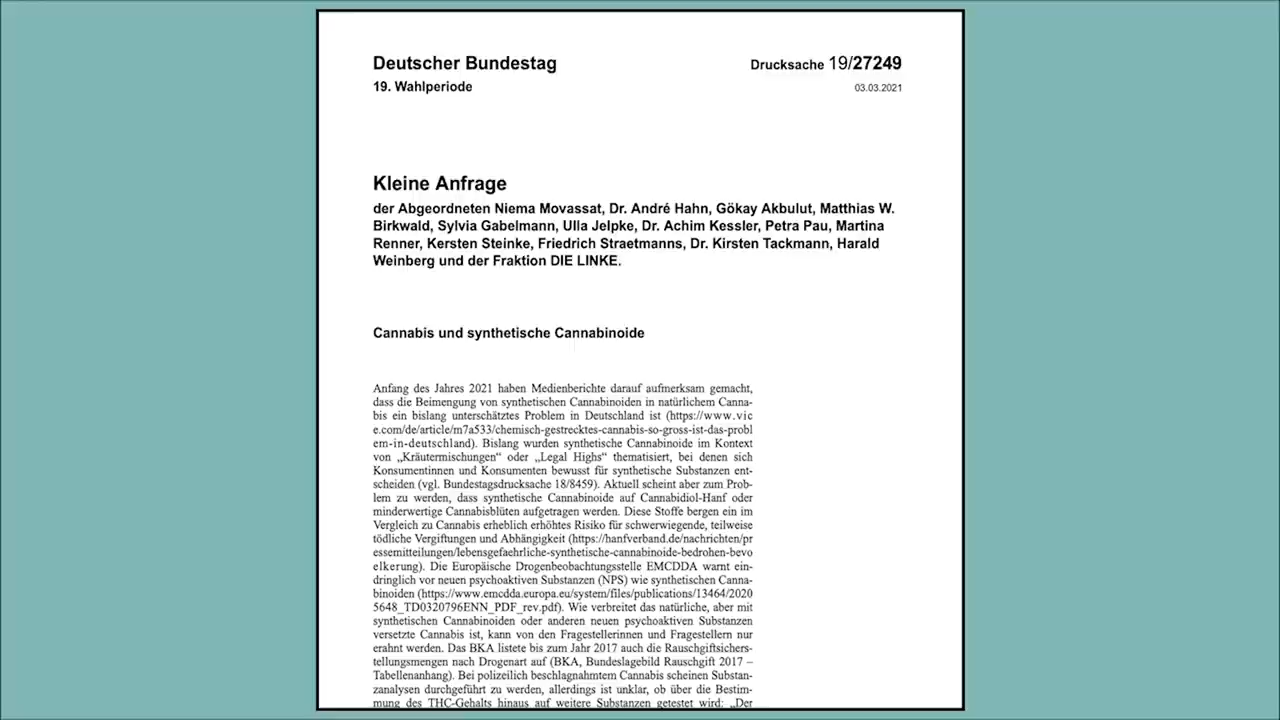 Deutscher Bundestag
Drucksache 19/27249
19. Wahlperiode
03.03.2021
Kleine Anfrage
der Abgeordneten Niema Movassat, Dr. André Hahn, Gökay Akbulut, Matthias W.
Birkwald, Sylvia Gabelmann, Ulla Jelpke, Dr. Achim Kessler, Petra Pau, Martina
Renner, Kersten Steinke, Friedrich Straetmanns, Dr. Kirsten Tackmann, Harald
Weinberg und der Fraktion DIE LINKE.
Cannabis und synthetische Cannabinoide
Anfang des Jahres 2021 haben Medienberichte darauf aufmerksam gemacht,
dass die Beimengung von synthetischen Cannabinoiden in natürlichem Canna-
bis ein bislang unterschätztes Problem in Deutschland ist (https://www.vic
e.com/de/article/m7a533/chemisch-gestrecktes-cannabis-so-gross-ist-das-probl
em-in-deutschland). Bislang wurden synthetische Cannabinoide im Kontext
von „Kräutermischungen“ oder „Legal Highs“ thematisiert, bei denen sich
Konsumentinnen und Konsumenten bewusst für synthetische Substanzen ent-
scheiden (vgl. Bundestagsdrucksache 18/8459). Aktuell scheint aber zum Prob-
lem zu werden, dass synthetische Cannabinoide auf Cannabidiol-Hanf oder
minderwertige Cannabisblüten aufgetragen werden. Diese Stoffe bergen ein im
Vergleich zu Cannabis erheblich erhöhtes Risiko für schwerwiegende, teilweise
tödliche Vergiftungen und Abhängigkeit (https://hanfverband.de/nachrichten/pr
essemitteilungen/lebensgefaehrliche-synthetische-cannabinoide-bedrohen-bevo
elkerung). Die Europäische Drogenbeobachtungsstelle EMCDDA warnt ein-
dringlich vor neuen psychoaktiven Substanzen (NPS) wie synthetischen Canna-
binoiden (https://www.emcdda.europa.eu/system/files/publications/13464/2020
5648_TD0320796ENN_PDF_rev.pdf). Wie verbreitet das natürliche, aber mit
synthetischen Cannabinoiden oder anderen neuen psychoaktiven Substanzen
versetzte Cannabis ist, kann von den Fragestellerinnen und Fragestellern nur
erahnt werden. Das BKA listete bis zum Jahr 2017 auch die Rauschgiftsichers-
tellungsmengen nach Drogenart auf (BKA, Bundeslagebild Rauschgift 2017 –
Tabellenanhang). Bei polizeilich beschlagnahmtem Cannabis scheinen Substan-
zanalysen durchgeführt zu werden, allerdings ist unklar, ob über die Bestim-
mung des THC-Gehalts hinaus auf weitere Substanzen getestet wird: „Der